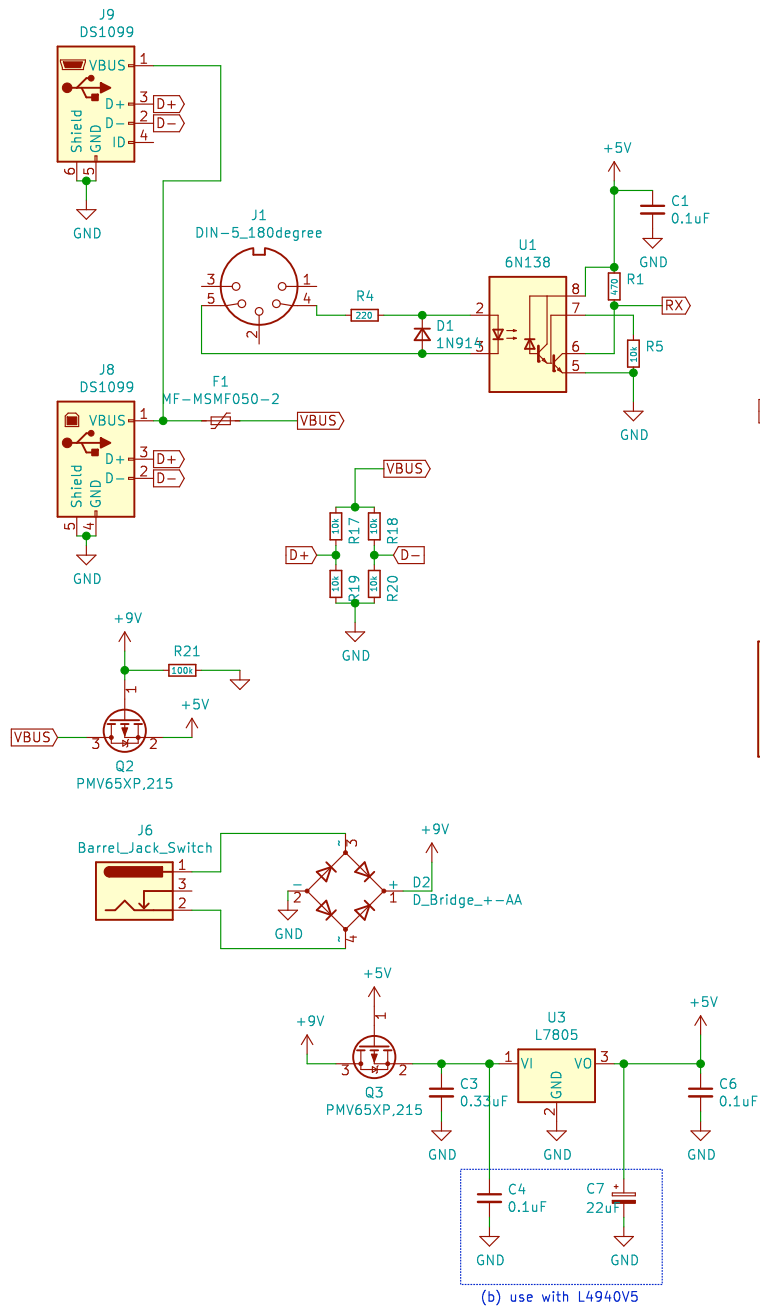 J9
DS1099
VBUS 1
D+ 3 D+
D- 2 D-
ID 4
Shield
GND
6 5
GND
+5V
C1
0.1uF
GND
J1
DIN-5_180degree
3 1
5 4
2
R4
220
D1
1N914
U1
6N138
2
3
8
7
6
5
470
R1
RX
10k
R5
GND
J8
DS1099
VBUS 1
D+ 3 D+
D- 2 D-
Shield
GND
5 4
GND
F1
MF-MSMF050-2
VBUS
VBUS
10k R17
10k R18
D+ D-
10k R19
10k R20
GND
+9V
R21
100k
1
+5V
VBUS
3 2
Q2
PMV65XP,215
J6
Barrel_Jack_Switch
1
3
2
~ 3
+9V
- 2
+ 1
D2
D_Bridge_+-AA
GND
~ 4
+5V
1
+9V
3 2
Q3
PMV65XP,215
U3
L7805
1 VI VO 3
GND
2
GND
+5V
C3
0.33uF
GND
C6
0.1uF
GND
C4
0.1uF
GND
C7
+
22uF
GND
(b) use with L4940V5